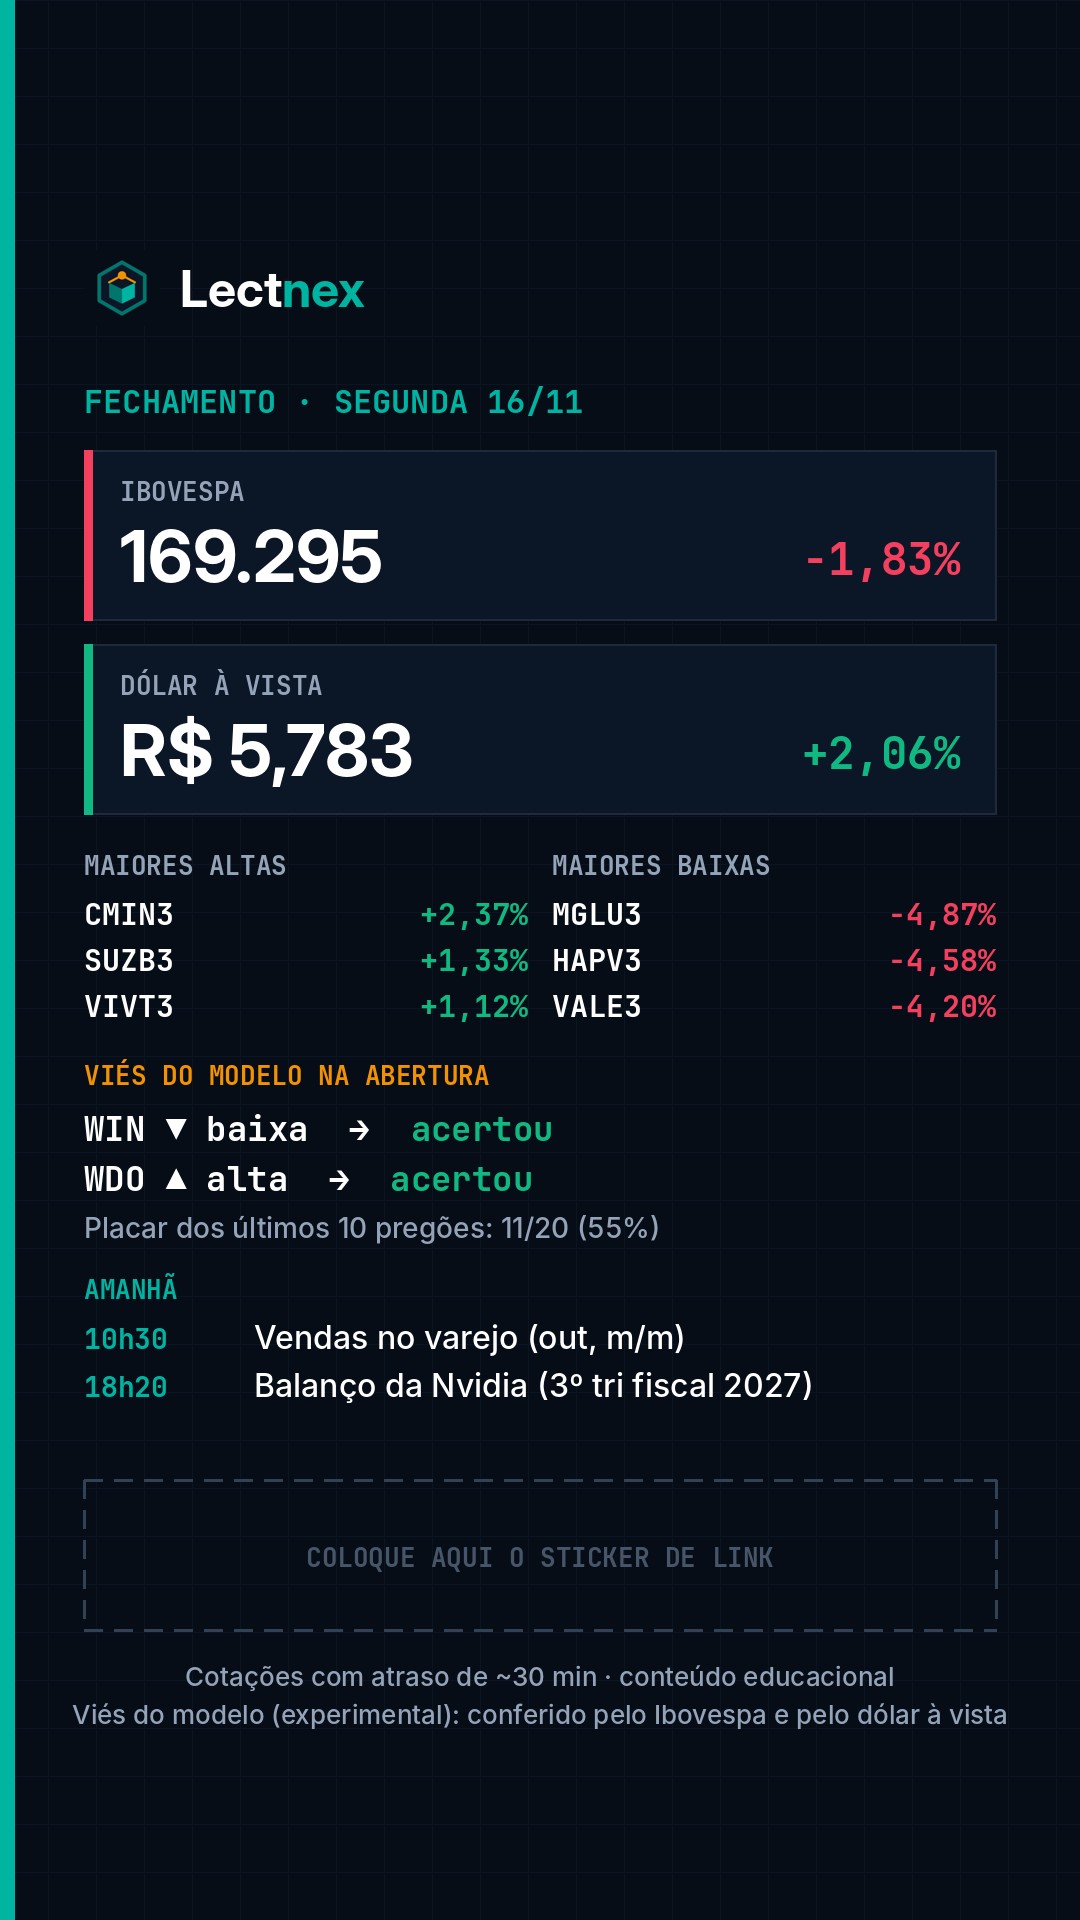 Lectnex
FECHAMENTO · SEGUNDA 16/11
IBOVESPA
169.295 -1,83%
DÓLAR À VISTA
R$ 5,783 +2,06%
MAIORES ALTAS
CMIN3 +2,37%
SUZB3 +1,33%
VIVT3 +1,12%
MAIORES BAIXAS
MGLU3 -4,87%
HAPV3 -4,58%
VALE3 -4,20%
VIÉS DO MODELO NA ABERTURA
WIN ▼ baixa → acertou
WDO ▲ alta → acertou
Placar dos últimos 10 pregões: 11/20 (55%)
AMANHÃ
10h30 Vendas no varejo (out, m/m)
18h20 Balanço da Nvidia (3º tri fiscal 2027)
COLOQUE AQUI O STICKER DE LINK
Cotações com atraso de ~30 min · conteúdo educacional
Viés do modelo (experimental): conferido pelo Ibovespa e pelo dólar à vista